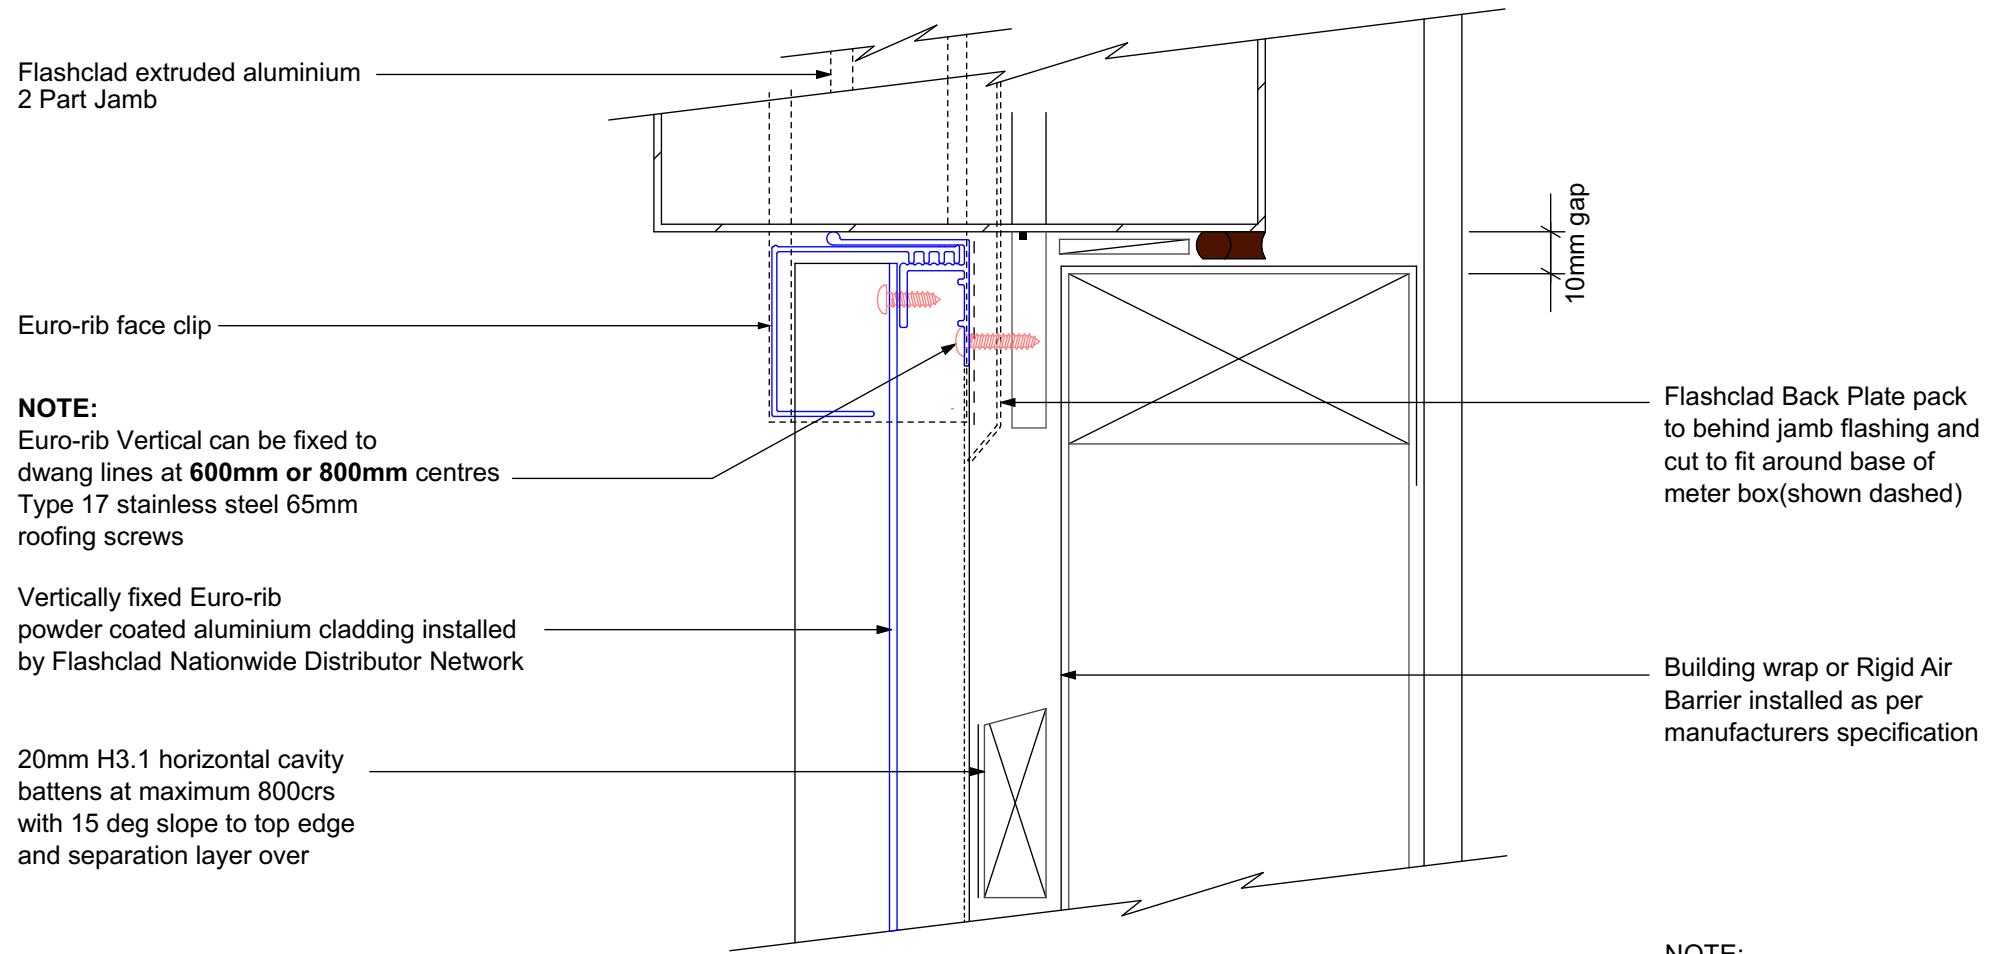 Flashclad extruded aluminium
2 Part Jamb
Euro-rib face clip
NOTE:
Euro-rib Vertical can be fixed to
dwang lines at 600mm or 800mm centres
Type 17 stainless steel 65mm
roofing screws
Vertically fixed Euro-rib
powder coated aluminium cladding installed
by Flashclad Nationwide Distributor Network
20mm H3.1 horizontal cavity
battens at maximum 800crs
with 15 deg slope to top edge
and separation layer over
10mm gap
Flashclad Back Plate pack
to behind jamb flashing and
cut to fit around base of
meter box(shown dashed)
Building wrap or Rigid Air
Barrier installed as per
manufacturers specification
NOTE: